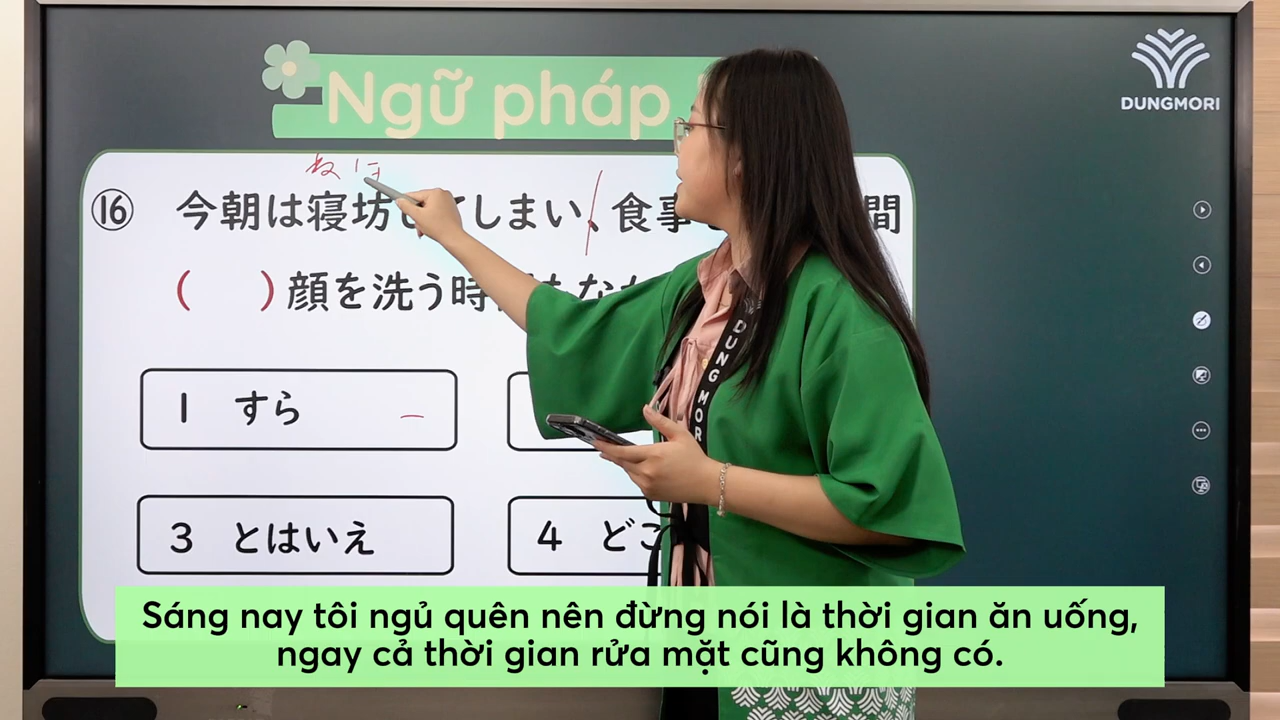 Ngữ pháp
DUNGMORI
ねぼ
⑯ 今朝は寝坊してしまい、食事 間
( )顔を洗う時
1 すら
3 とはいえ
4 どこ
DUNGMOR
Sáng nay tôi ngủ quên nên đừng nói là thời gian ăn uống,
ngay cả thời gian rửa mặt cũng không có.